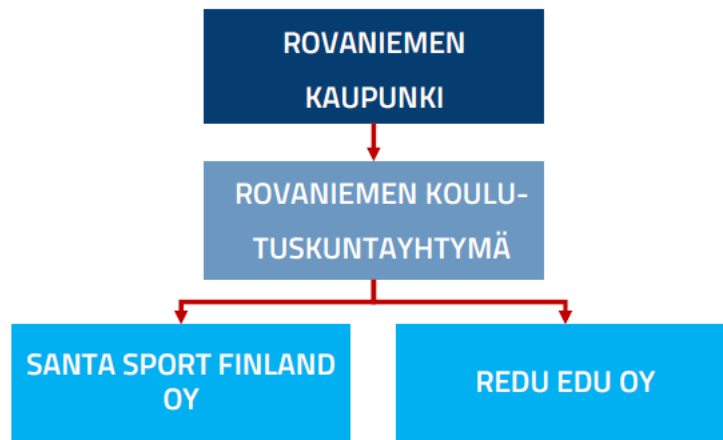 ROVANIEMEN
KAUPUNKI
ROVANIEMEN KOULU-
TUSKUNTAYHTYMÄ
SANTA SPORT FINLAND
OY
REDU EDU OY